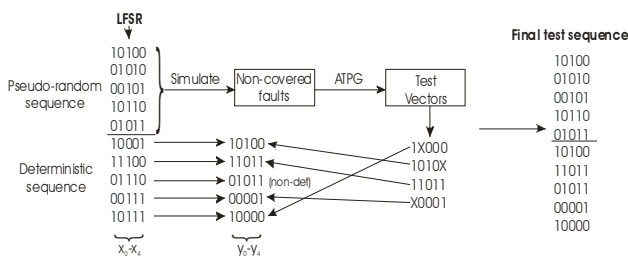 LFSR
Final test sequence
10100
01010
00101
10110
01011
Pseudo-random
sequence
Simulate
Non-covered
faults
ATPG
Test
Vectors
10001
11100
01110
00111
10111
Deterministic
sequence
10100
11011
01011 (non-def)
00001
10000
1X000
1010X
11011
X0001
10100
01010
00101
10110
01011
10100
11011
01011
00001
10000
x₀-x₄
y₀-y₄